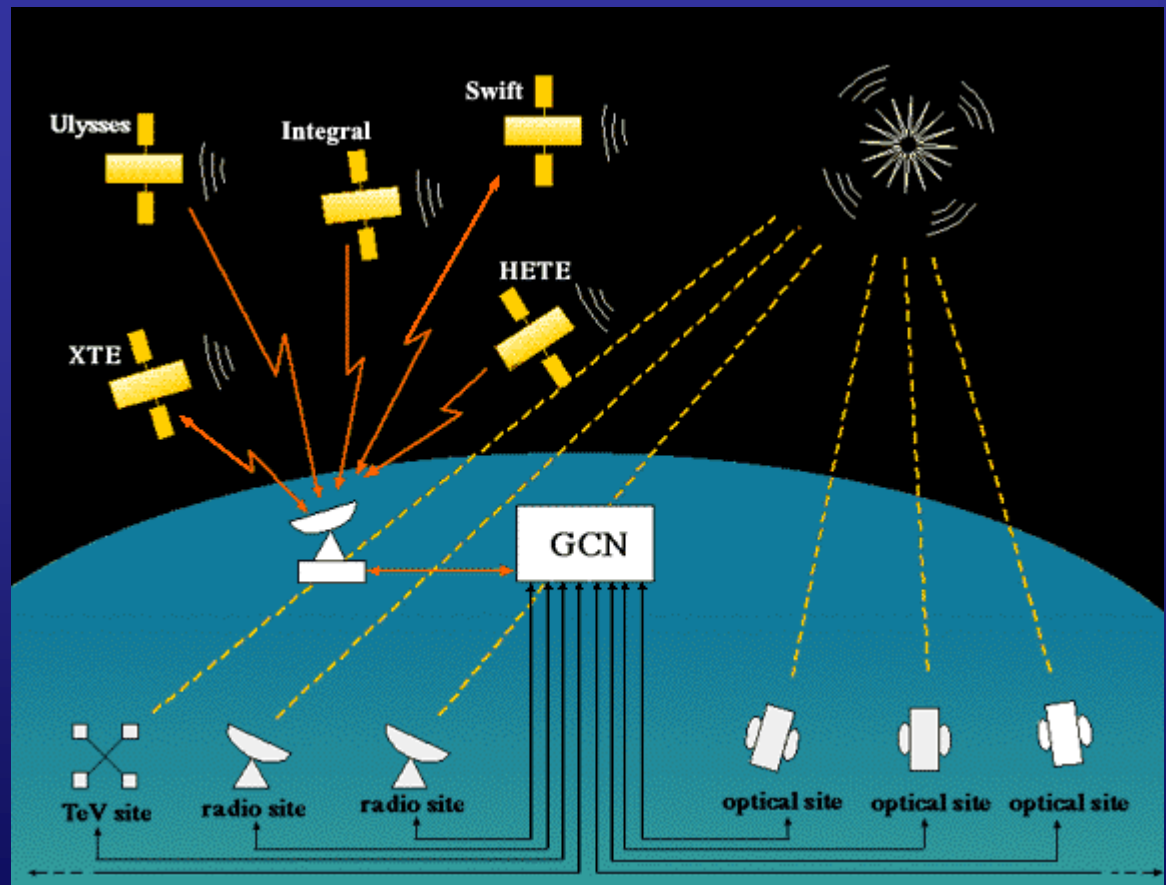 Swift
Ulysses
Integral
HETE
XTE
GCN
TeV site
radio site
radio site
optical site
optical site
optical site